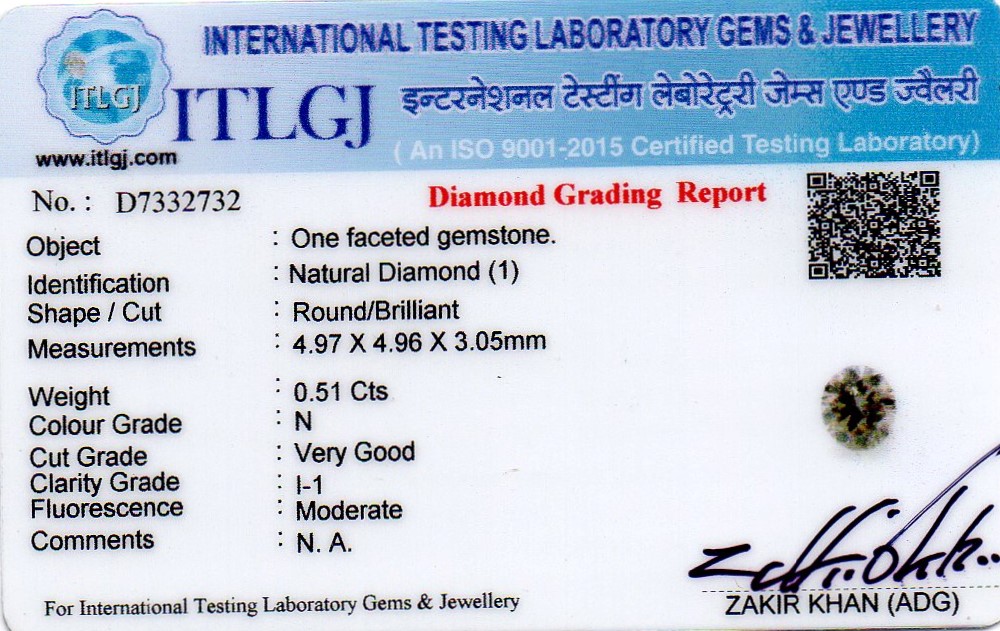 INTERNATIONAL TESTING LABORATORY GEMS & JEWELLERY
ITLGJ
ITLGJ
इन्टरनेशनल टेस्टींग लेबोरेट्ररी जेम्स एण्ड ज्वैलरी
www.itlgj.com
( An ISO 9001-2015 Certified Testing Laboratory)
No. : D7332732
Diamond Grading Report
Object : One faceted gemstone.
Identification : Natural Diamond (1)
Shape / Cut : Round/Brilliant
Measurements : 4.97 X 4.96 X 3.05mm
Weight : 0.51 Cts
Colour Grade : N
Cut Grade : Very Good
Clarity Grade : I-1
Fluorescence : Moderate
Comments : N. A.
For International Testing Laboratory Gems & Jewellery
ZAKIR KHAN (ADG)